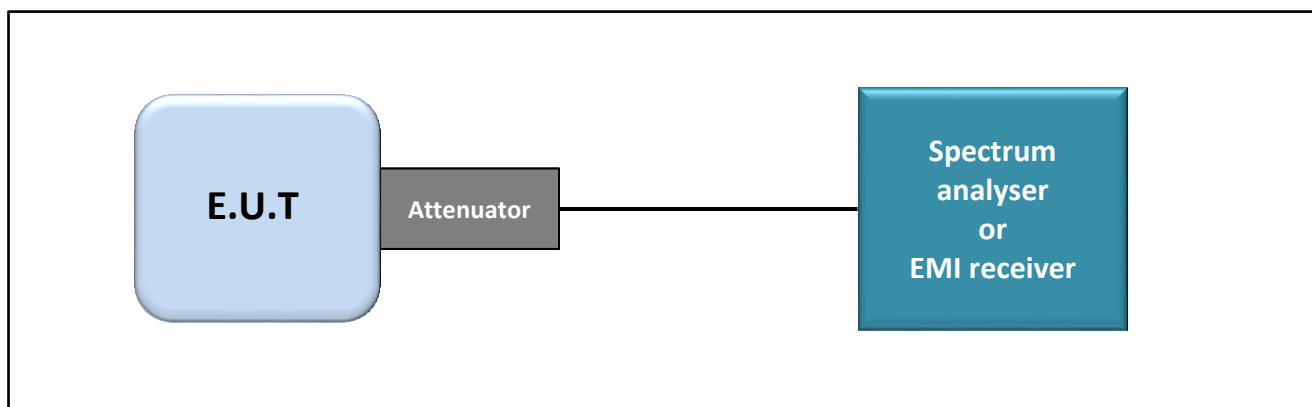 E.U.T
Attenuator
Spectrum
analyser
or
EMI receiver